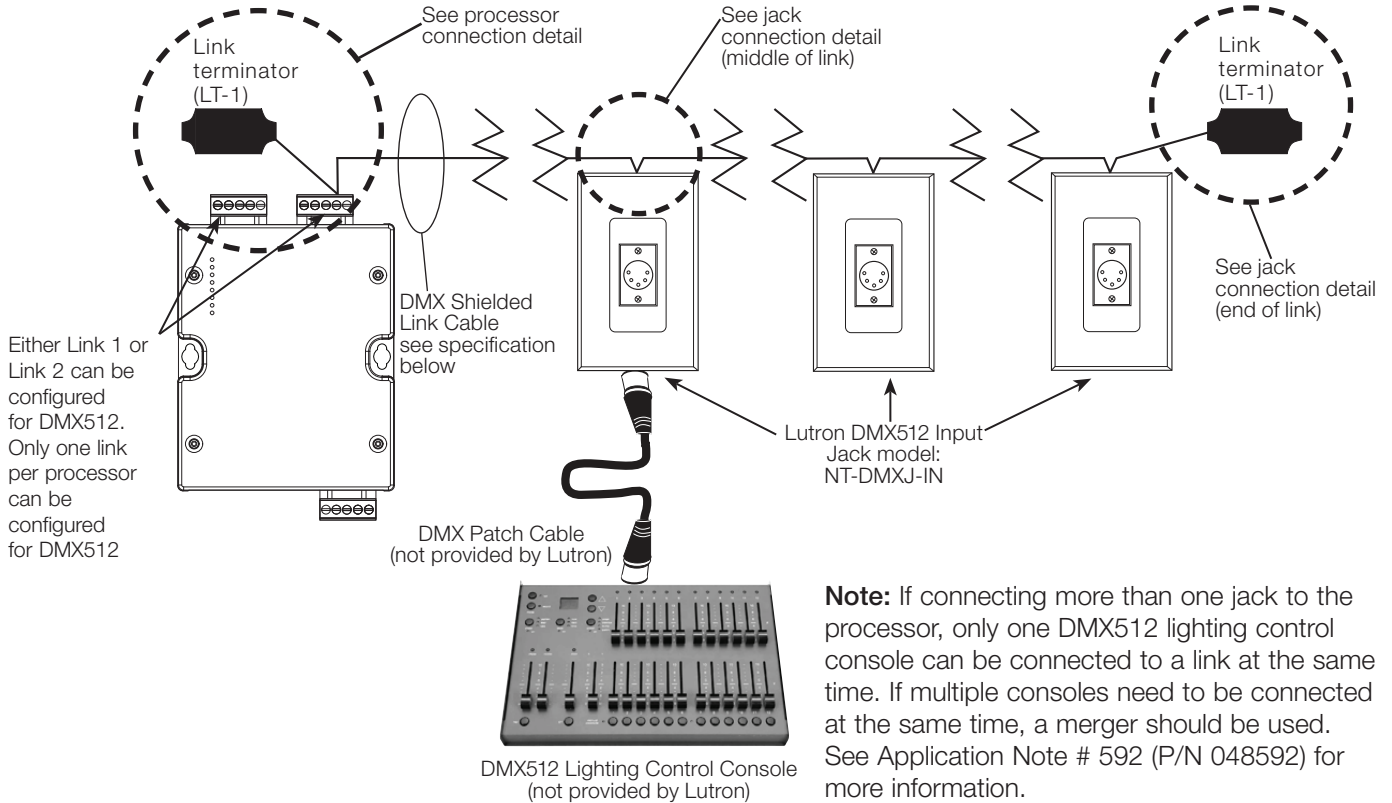 See processor
connection detail
Link
terminator
(LT-1)
See jack
connection detail
(middle of link)
Link
terminator
(LT-1)
See jack
connection detail
(end of link)
DMX Shielded
Link Cable
see specification
below
Either Link 1 or
Link 2 can be
configured
for DMX512.
Only one link
per processor
can be
configured
for DMX512
Lutron DMX512 Input
Jack model:
NT-DMXJ-IN
DMX Patch Cable
(not provided by Lutron)
DMX512 Lighting Control Console
(not provided by Lutron)
Note: If connecting more than one jack to the
processor, only one DMX512 lighting control
console can be connected to a link at the same
time. If multiple consoles need to be connected
at the same time, a merger should be used.
See Application Note # 592 (P/N 048592) for
more information.